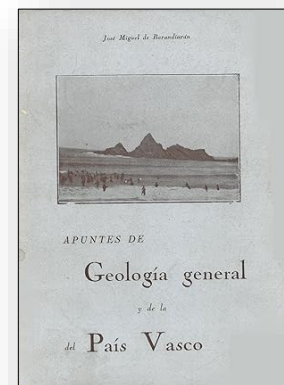 José Miguel de Barandiarán
APUNTES DE
Geología general
y de la
del País Vasco